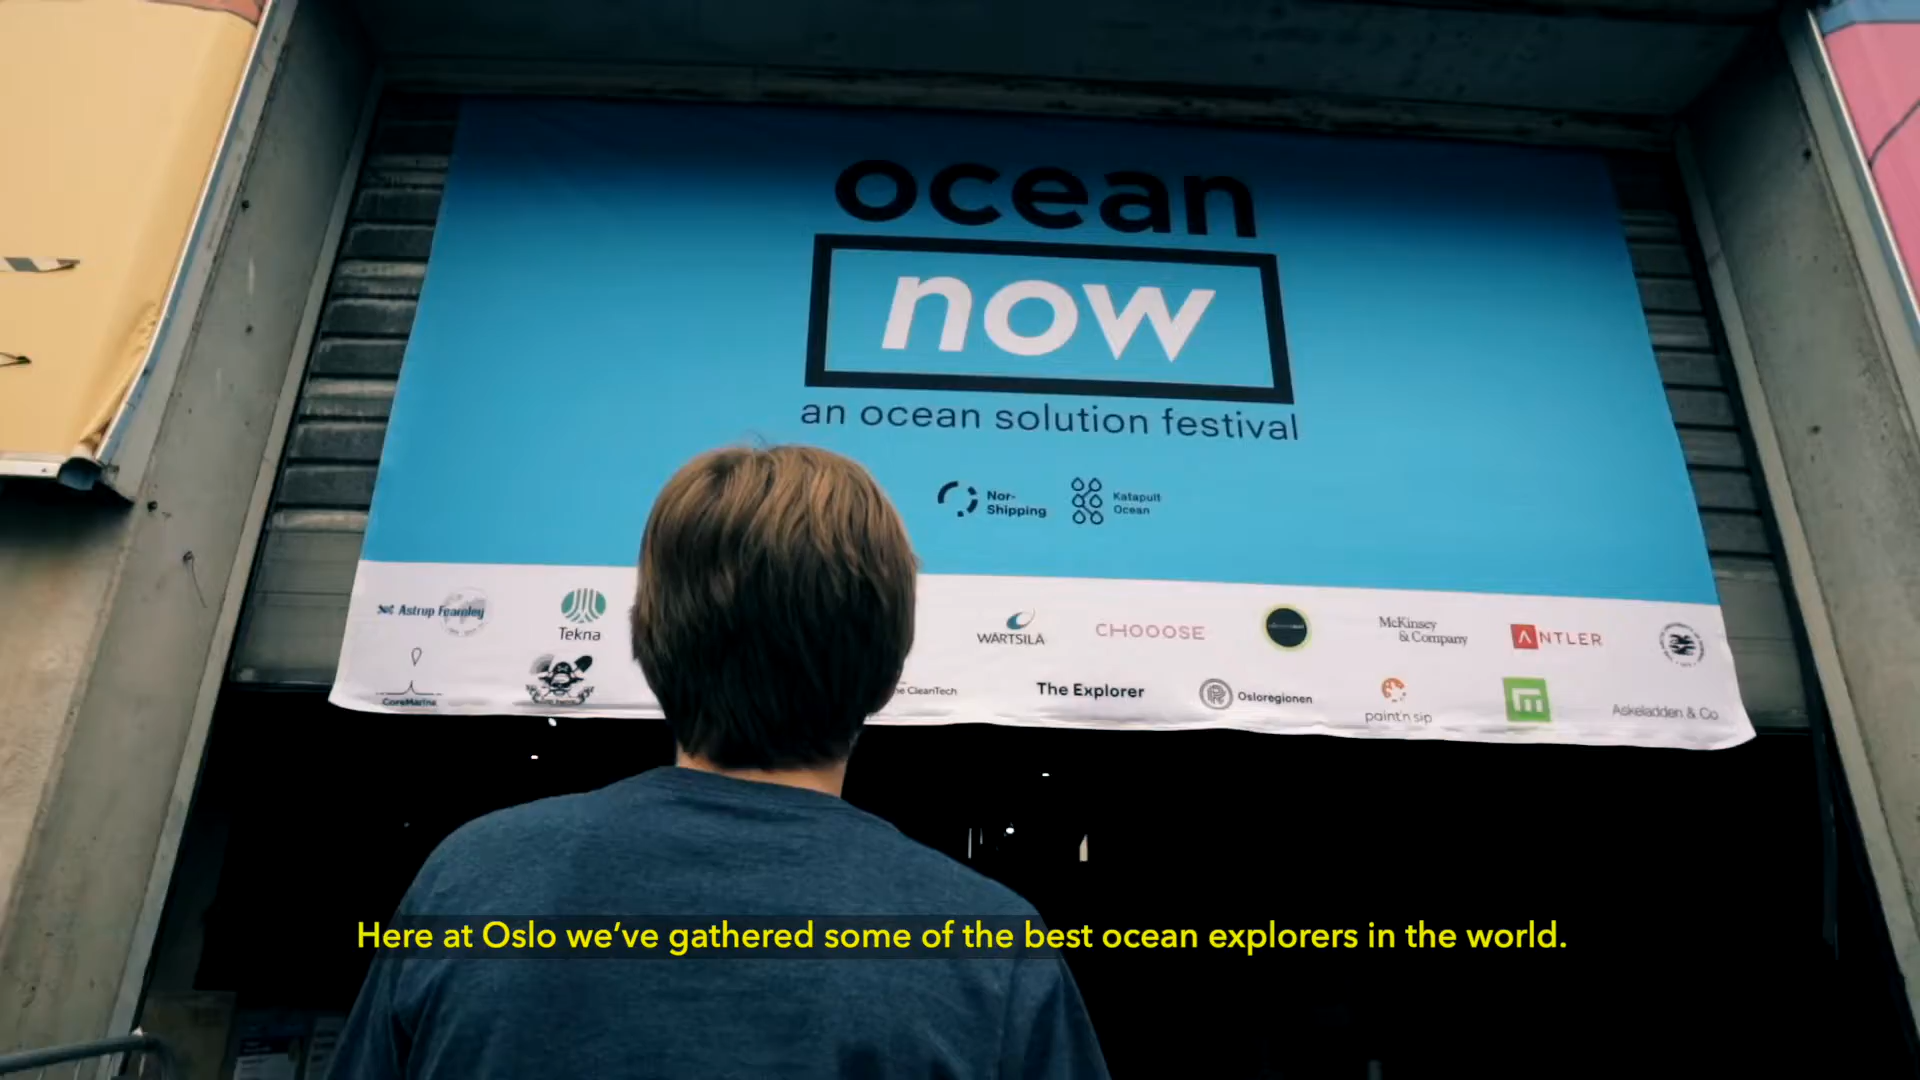 ocean
now
an ocean solution festival
Nor-
Shipping
Katapult
Ocean
Astrup Fearnley
Tekna
WÄRTSILÄ
CHOOOSE
McKinsey
& Company
ANTLER
CoreMarine
CleanTech
The Explorer
Osloregionen
paint'n sip
Askeladden & Co
Here at Oslo we've gathered some of the best ocean explorers in the world.